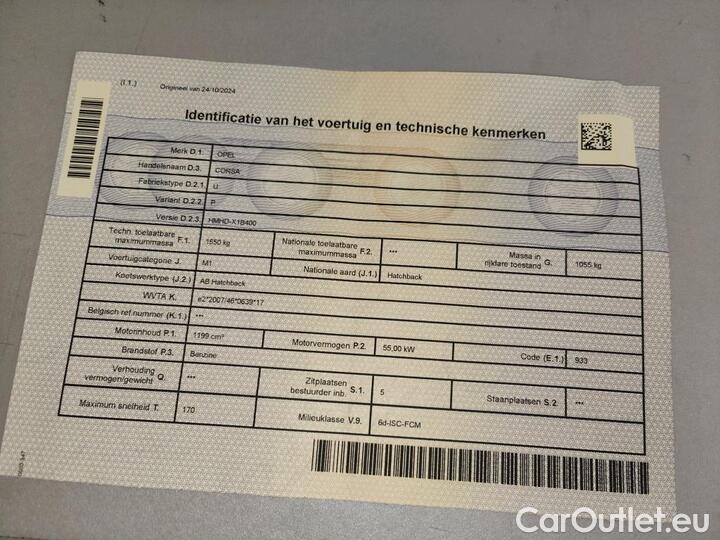 (I.1.) Origineel van 24/10/2024
Identificatie van het voertuig en technische kenmerken
Merk D.1. OPEL
Handelsnaam D.3. CORSA
Fabriekstype D.2.1. U
Variant D.2.2. P
Versie D.2.3. HMHD-X1B400
Techn. toelaatbare maximummassa F.1. 1550 kg Nationale toelaatbare maximummassa F.2. *** Massa in rijklare toestand G. 1055 kg
Voertuigcategorie J. M1 Nationale aard (J.1.) Hatchback
Koetswerktype (J.2.) AB Hatchback
WVTA K. e2*2007/46*0639*17
Belgisch ref.nummer (K.1.) ***
Motorinhoud P.1. 1199 cm³ Motorvermogen P.2. 55,00 kW Code (E.1.) 933
Brandstof P.3. Benzine
Verhouding vermogen/gewicht Q. *** Zitplaatsen bestuurder inb. S.1. 5 Staanplaatsen S.2. ***
Maximum snelheid T. 170 Milieuklasse V.9. 6d-ISC-FCM
CarOutlet.eu